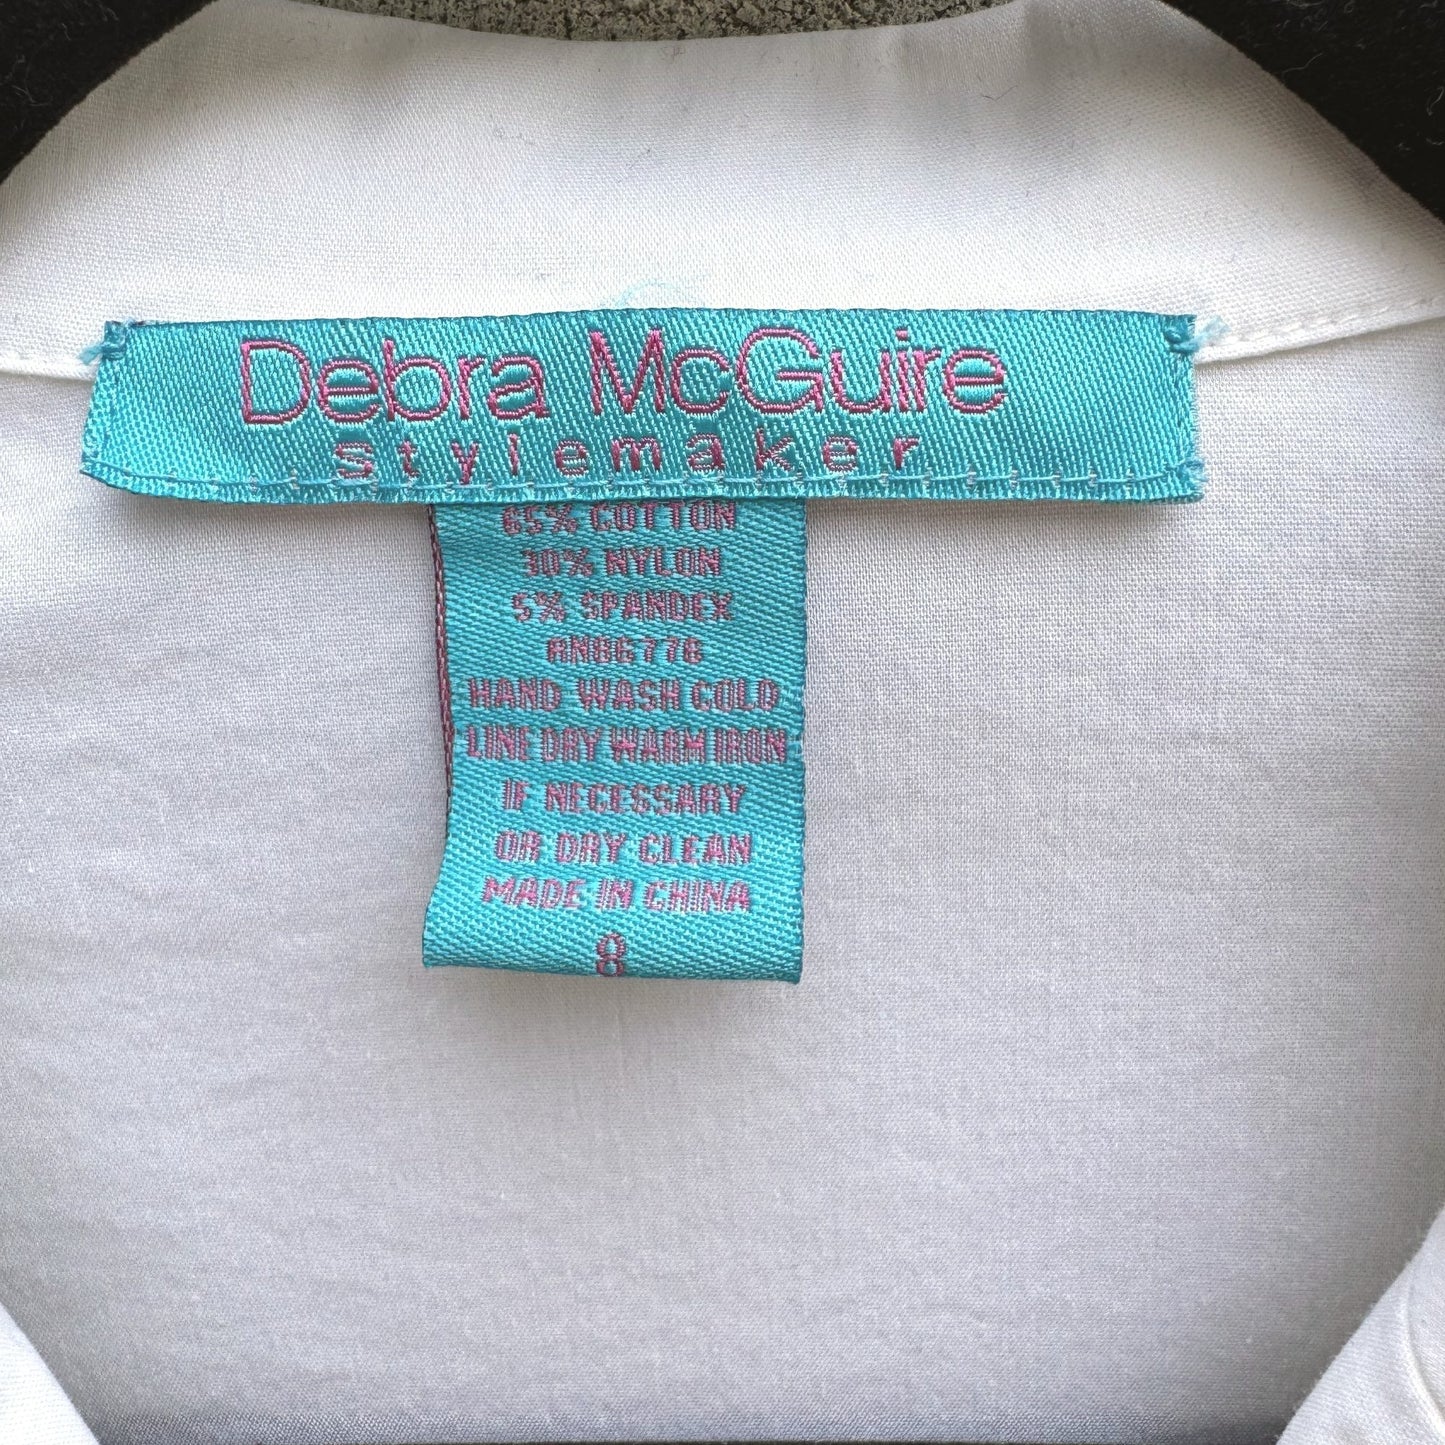 Debra McGuire
stylemaker
65% COTTON
30% NYLON
5% SPANDEX
RN86776
HAND WASH COLD
LINE DRY WARM IRON
IF NECESSARY
OR DRY CLEAN
MADE IN CHINA
8